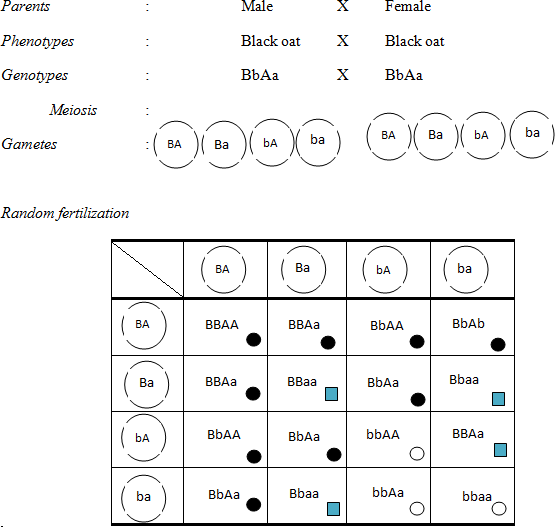 Parents : Male X Female
Phenotypes : Black oat X Black oat
Genotypes : BbAa X BbAa
Meiosis :
Gametes : BA Ba bA ba BA Ba bA ba
Random fertilization
BA Ba bA ba
BA BBAA BBAa BbAA BbAb
Ba BBAa BBaa BbAa Bbaa
bA BbAA BbAa bbAA BBAa
ba BbAa Bbaa bbAa bbaa
.